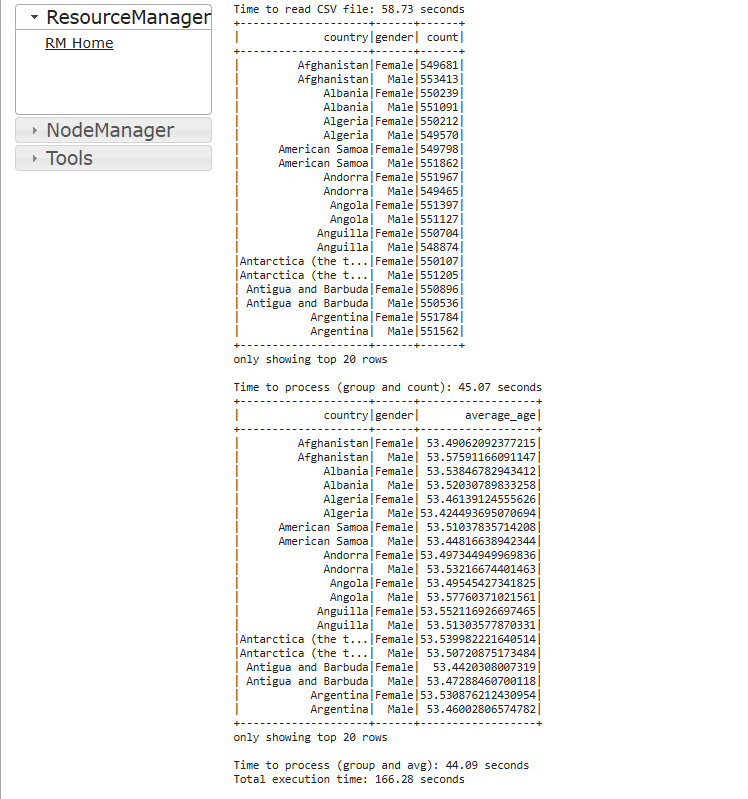 ResourceManager
RM Home
NodeManager
Tools
Time to read CSV file: 58.73 seconds
+--------------------+------+------+
|             country|gender| count|
+--------------------+------+------+
|         Afghanistan|Female|549681|
|         Afghanistan|  Male|553413|
|             Albania|Female|550239|
|             Albania|  Male|551091|
|             Algeria|Female|550212|
|             Algeria|  Male|549570|
|      American Samoa|Female|549798|
|      American Samoa|  Male|551862|
|             Andorra|Female|551967|
|             Andorra|  Male|549465|
|              Angola|Female|551397|
|              Angola|  Male|551127|
|            Anguilla|Female|550704|
|            Anguilla|  Male|548874|
|Antarctica (the t...|Female|550107|
|Antarctica (the t...|  Male|551205|
| Antigua and Barbuda|Female|550896|
| Antigua and Barbuda|  Male|550536|
|           Argentina|Female|551784|
|           Argentina|  Male|551562|
+--------------------+------+------+
only showing top 20 rows
Time to process (group and count): 45.07 seconds
+--------------------+------+------------------+
|             country|gender|       average_age|
+--------------------+------+------------------+
|         Afghanistan|Female| 53.49062092377215|
|         Afghanistan|  Male| 53.57591166091147|
|             Albania|Female| 53.53846782943412|
|             Albania|  Male| 53.52030789833258|
|             Algeria|Female| 53.46139124555626|
|             Algeria|  Male|53.424493695070694|
|      American Samoa|Female| 53.51037835714208|
|      American Samoa|  Male| 53.44816638942344|
|             Andorra|Female|53.497344949969836|
|             Andorra|  Male| 53.53216674401463|
|              Angola|Female| 53.49545427341825|
|              Angola|  Male| 53.57760371021561|
|            Anguilla|Female|53.552116926697465|
|            Anguilla|  Male| 53.51303577870331|
|Antarctica (the t...|Female|53.539982221640514|
|Antarctica (the t...|  Male| 53.50720875173484|
| Antigua and Barbuda|Female|  53.4420308007319|
| Antigua and Barbuda|  Male| 53.47288460700118|
|           Argentina|Female|53.530876212430954|
|           Argentina|  Male| 53.46002806574782|
+--------------------+------+------------------+
only showing top 20 rows
Time to process (group and avg): 44.09 seconds
Total execution time: 166.28 seconds